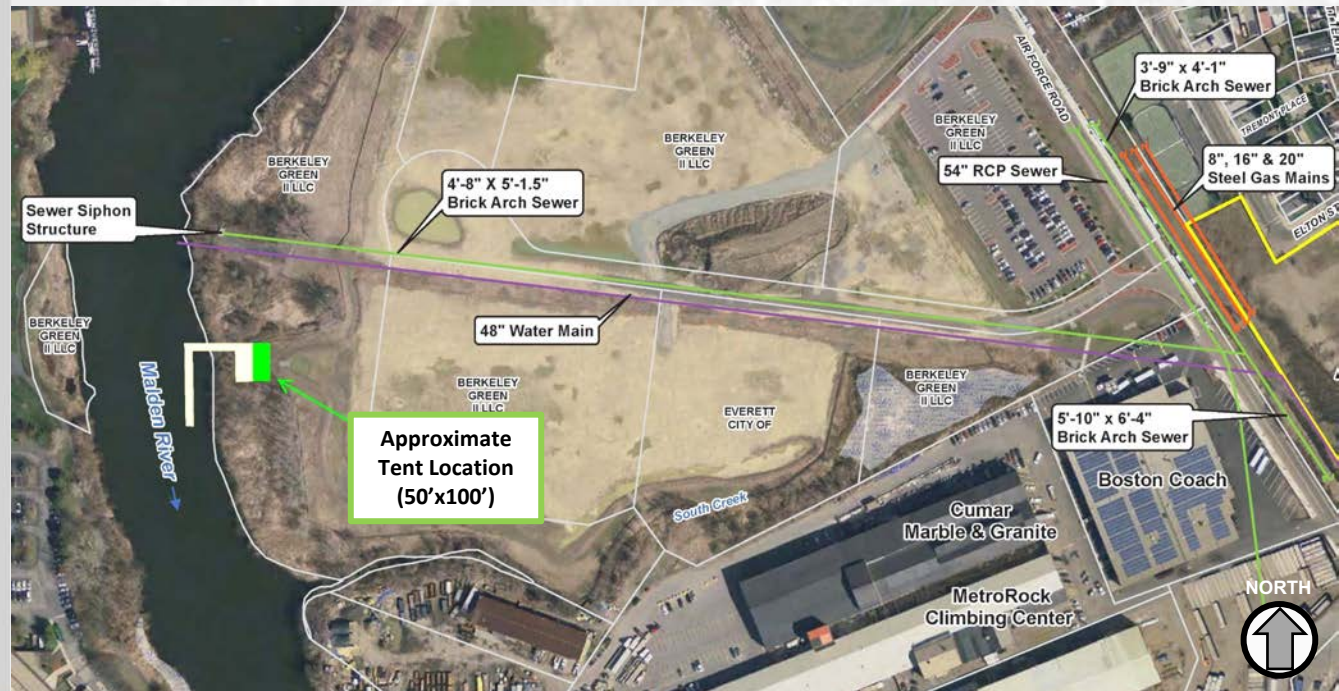 AIR FORCE ROAD
3'-9" x 4'-1"
Brick Arch Sewer
TREMONT PLACE
BERKELEY
GREEN
II LLC
BERKELEY
GREEN
II LLC
BERKELEY
GREEN
II LLC
8", 16" & 20"
Steel Gas Mains
54" RCP Sewer
4'-8" X 5'-1.5"
Brick Arch Sewer
Sewer Siphon
Structure
ELTON ST
48" Water Main
BERKELEY
GREEN
II LLC
Malden River
BERKELEY
GREEN
II LLC
BERKELEY
GREEN
II LLC
EVERETT
CITY OF
5'-10" x 6'-4"
Brick Arch Sewer
Approximate
Tent Location
(50'x100')
Boston Coach
South Creek
Cumar
Marble & Granite
MetroRock
Climbing Center
NORTH